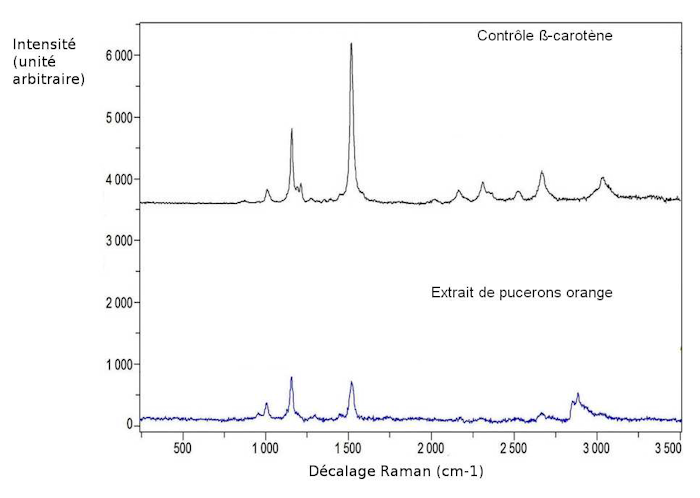 Intensité
(unité
arbitraire)
Contrôle ß-carotène
6 000
5 000
4 000
3 000
Extrait de pucerons orange
2 000
1 000
0
500
1 000
1 500
2 000
2 500
3 000
3 500
Décalage Raman (cm-1)